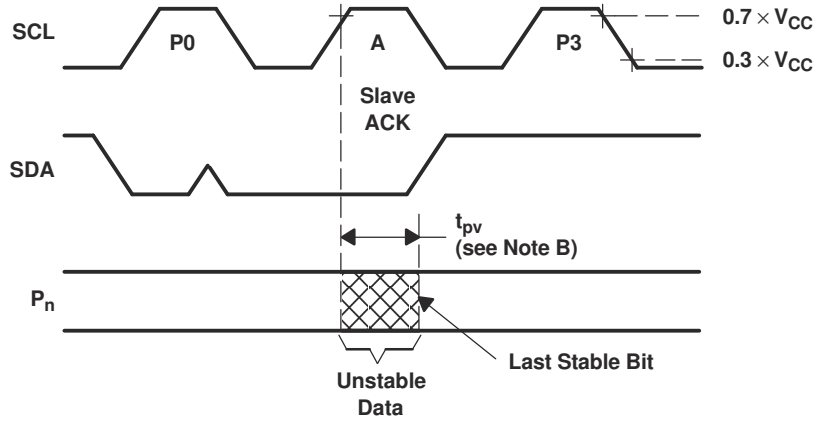 SCL
P0
A
P3
0.7 × VCC
0.3 × VCC
Slave
ACK
SDA
tpv
(see Note B)
Pn
Last Stable Bit
Unstable
Data